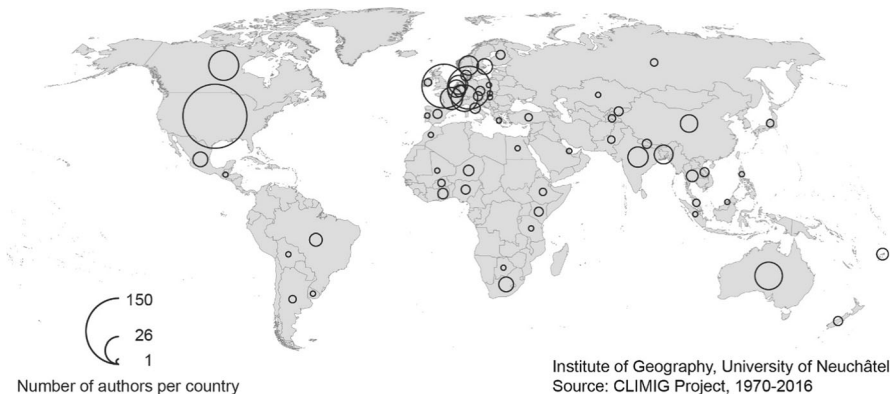 150
26
1
Number of authors per country
Institute of Geography, University of Neuchâtel
Source: CLIMIG Project, 1970-2016